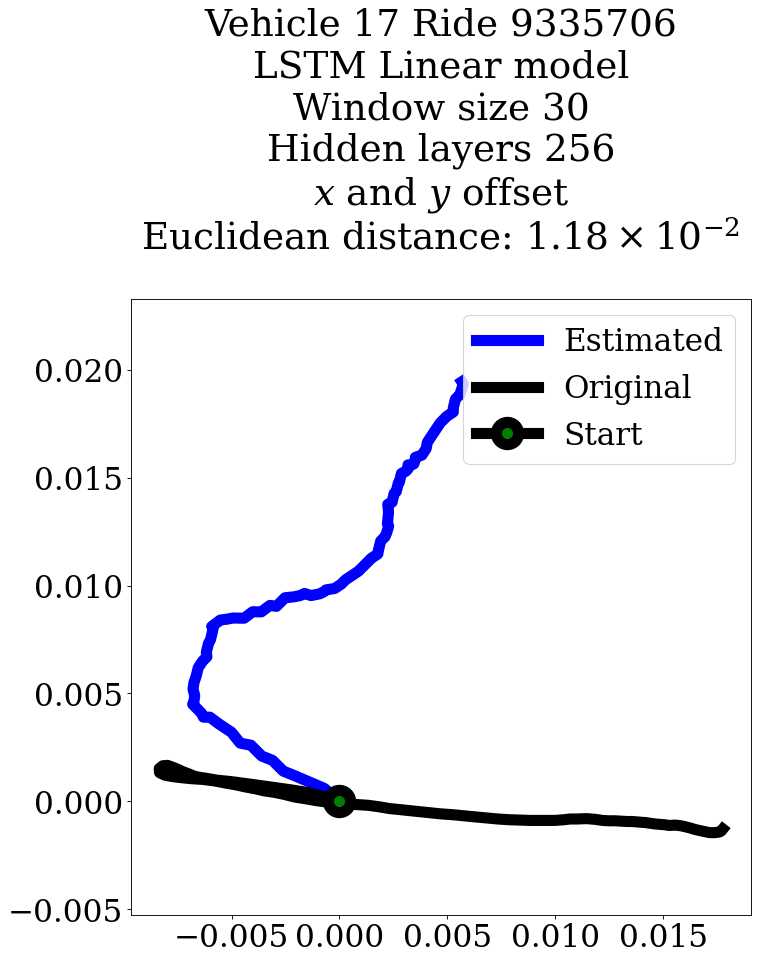 Vehicle 17 Ride 9335706
LSTM Linear model
Window size 30
Hidden layers 256
x and y offset
Euclidean distance: 1.18 × 10⁻²
Estimated
Original
Start
0.020
0.015
0.010
0.005
0.000
−0.005
−0.005 0.000 0.005 0.010 0.015